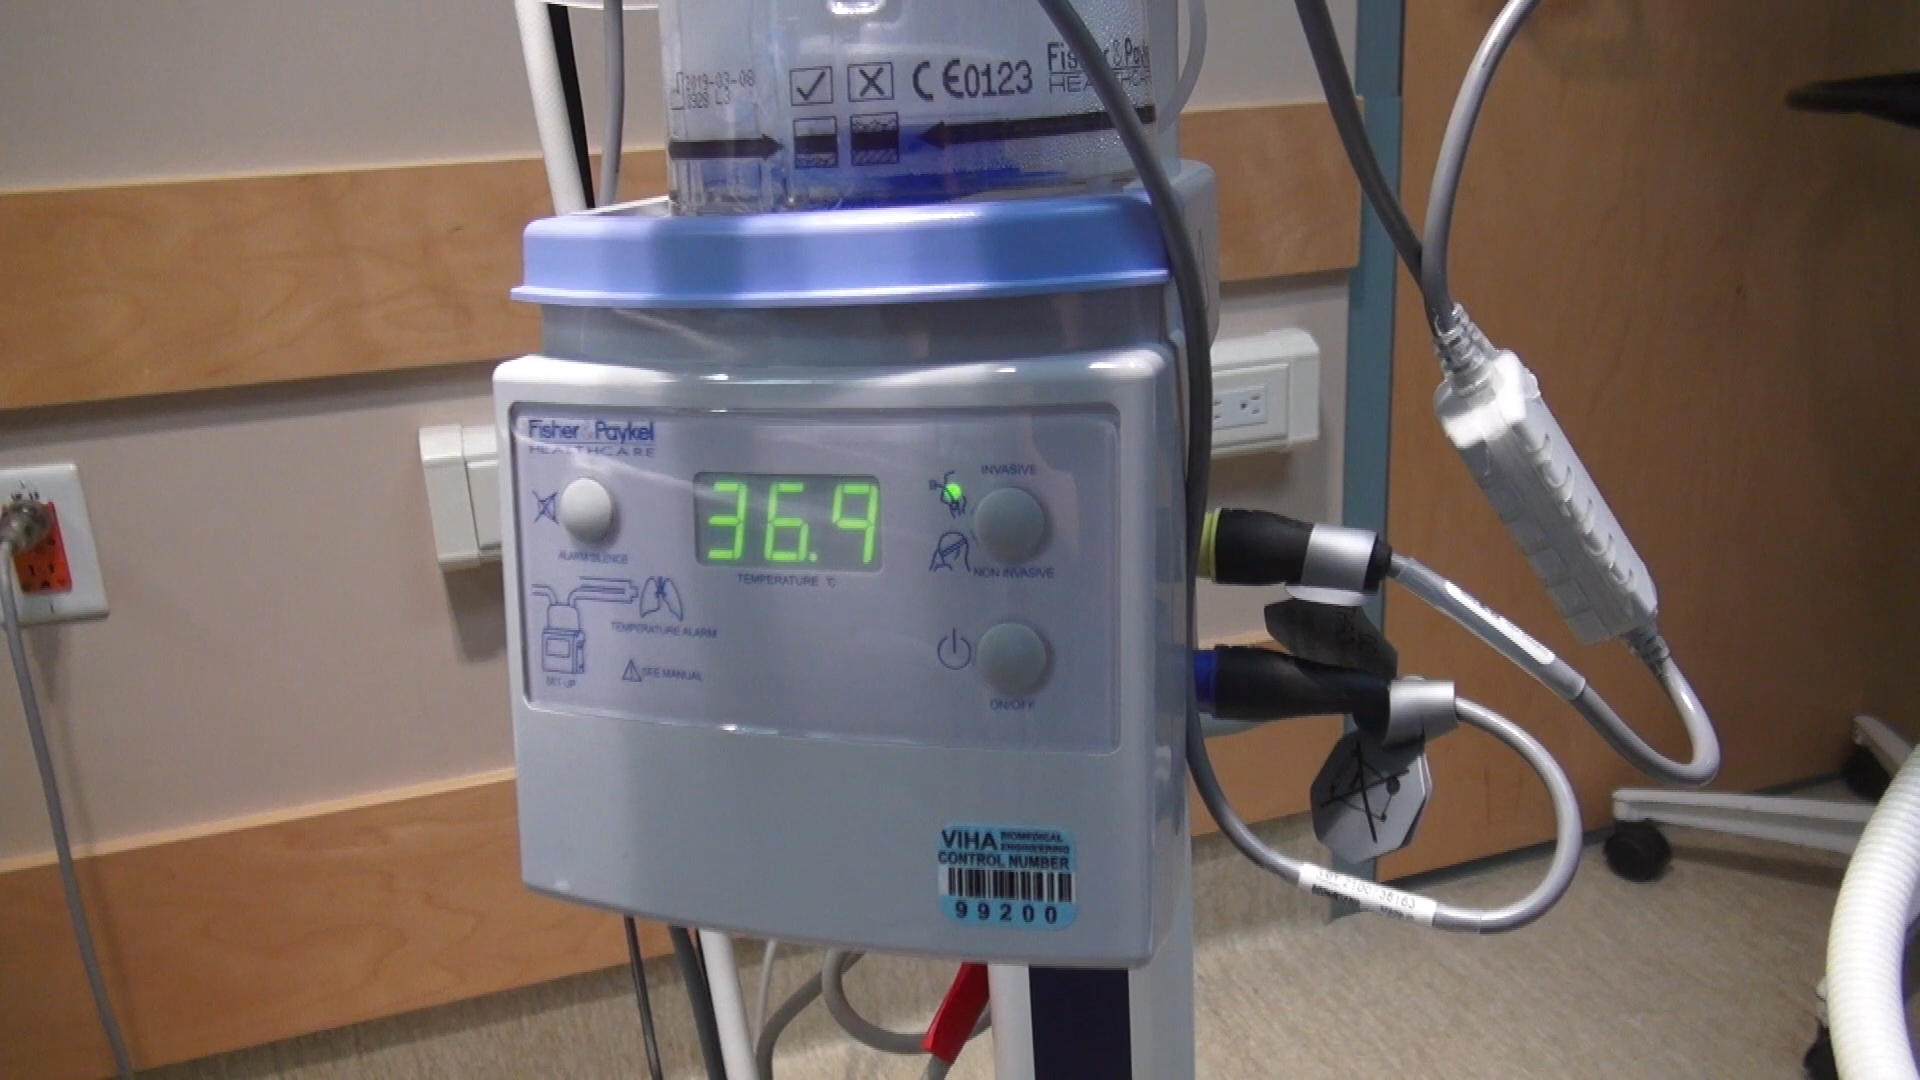 2019-03-08
CE0123
Fisher & Paykel
HEALTHCARE
Fisher & Paykel
HEALTHCARE
INVASIVE
36.9
ALARM SILENCE
NON INVASIVE
TEMPERATURE °C
TEMPERATURE ALARM
SEE MANUAL
SET-UP
ON/OFF
VIHA BIOMEDICAL
ENGINEERING
CONTROL NUMBER
99200